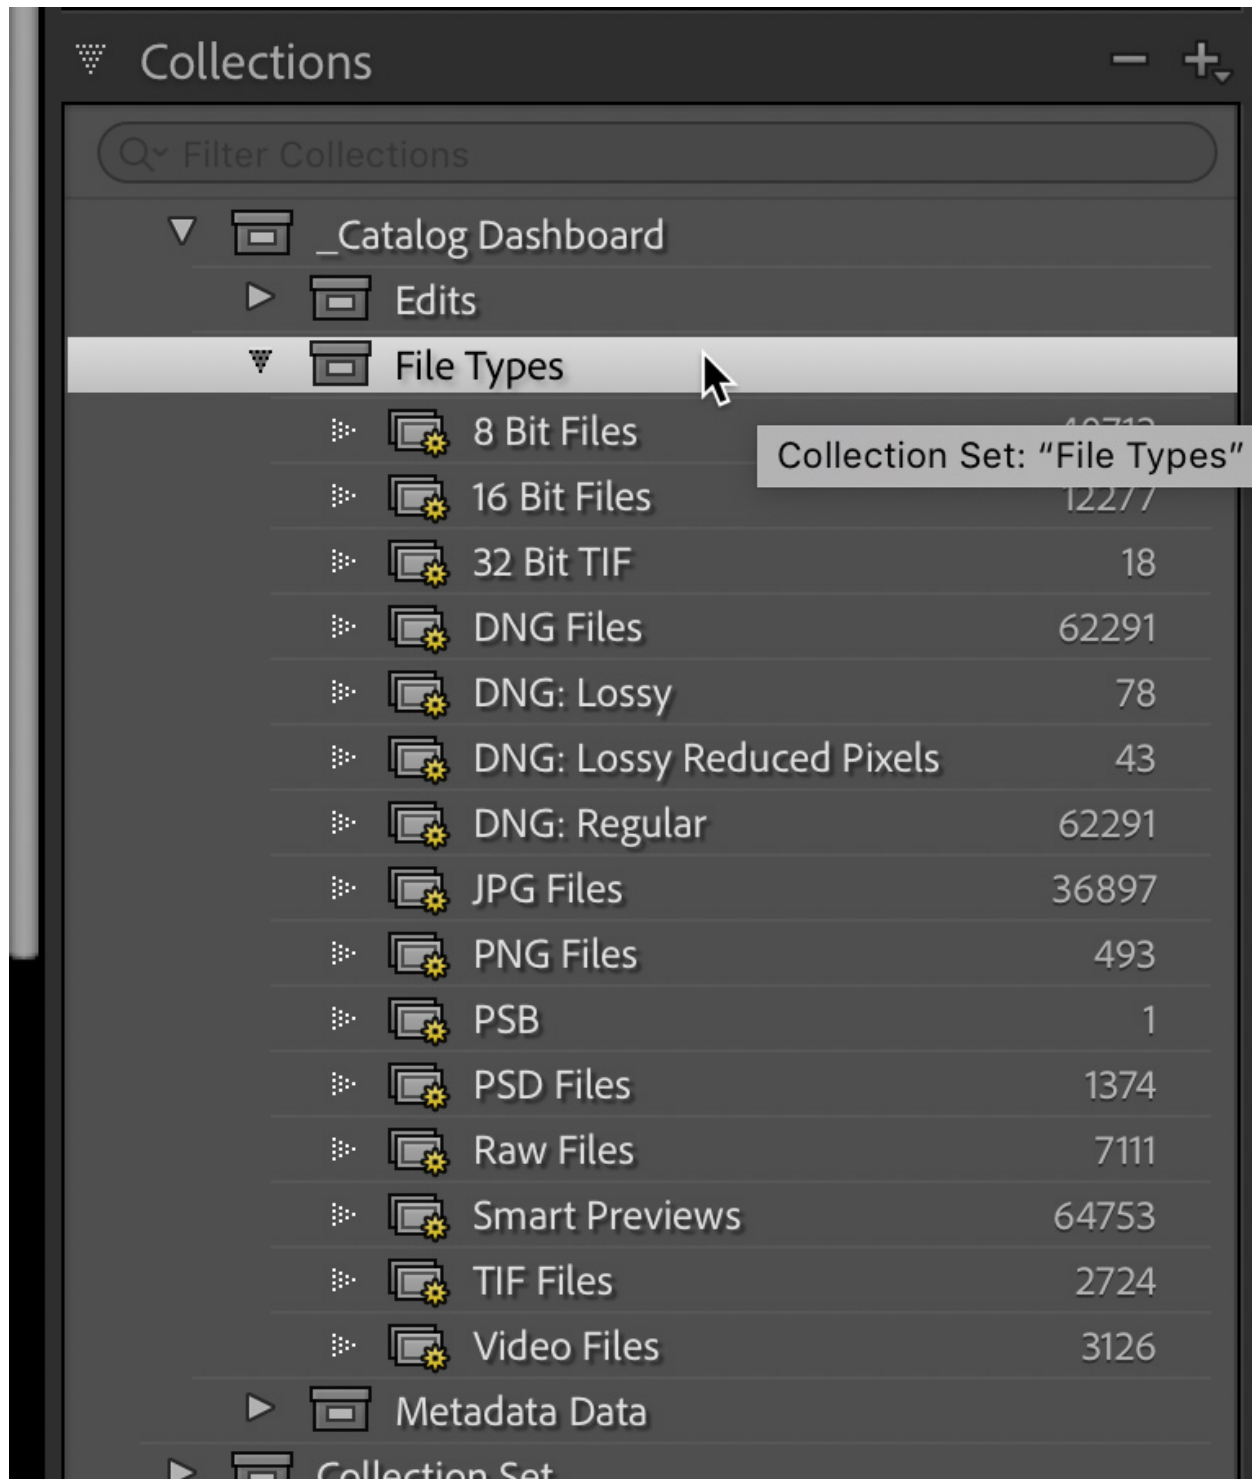 Collections
Filter Collections
_Catalog Dashboard
Edits
File Types
8 Bit Files
Collection Set: “File Types”
16 Bit Files 12277
32 Bit TIF 18
DNG Files 62291
DNG: Lossy 78
DNG: Lossy Reduced Pixels 43
DNG: Regular 62291
JPG Files 36897
PNG Files 493
PSB 1
PSD Files 1374
Raw Files 7111
Smart Previews 64753
TIF Files 2724
Video Files 3126
Metadata Data
Collection Set